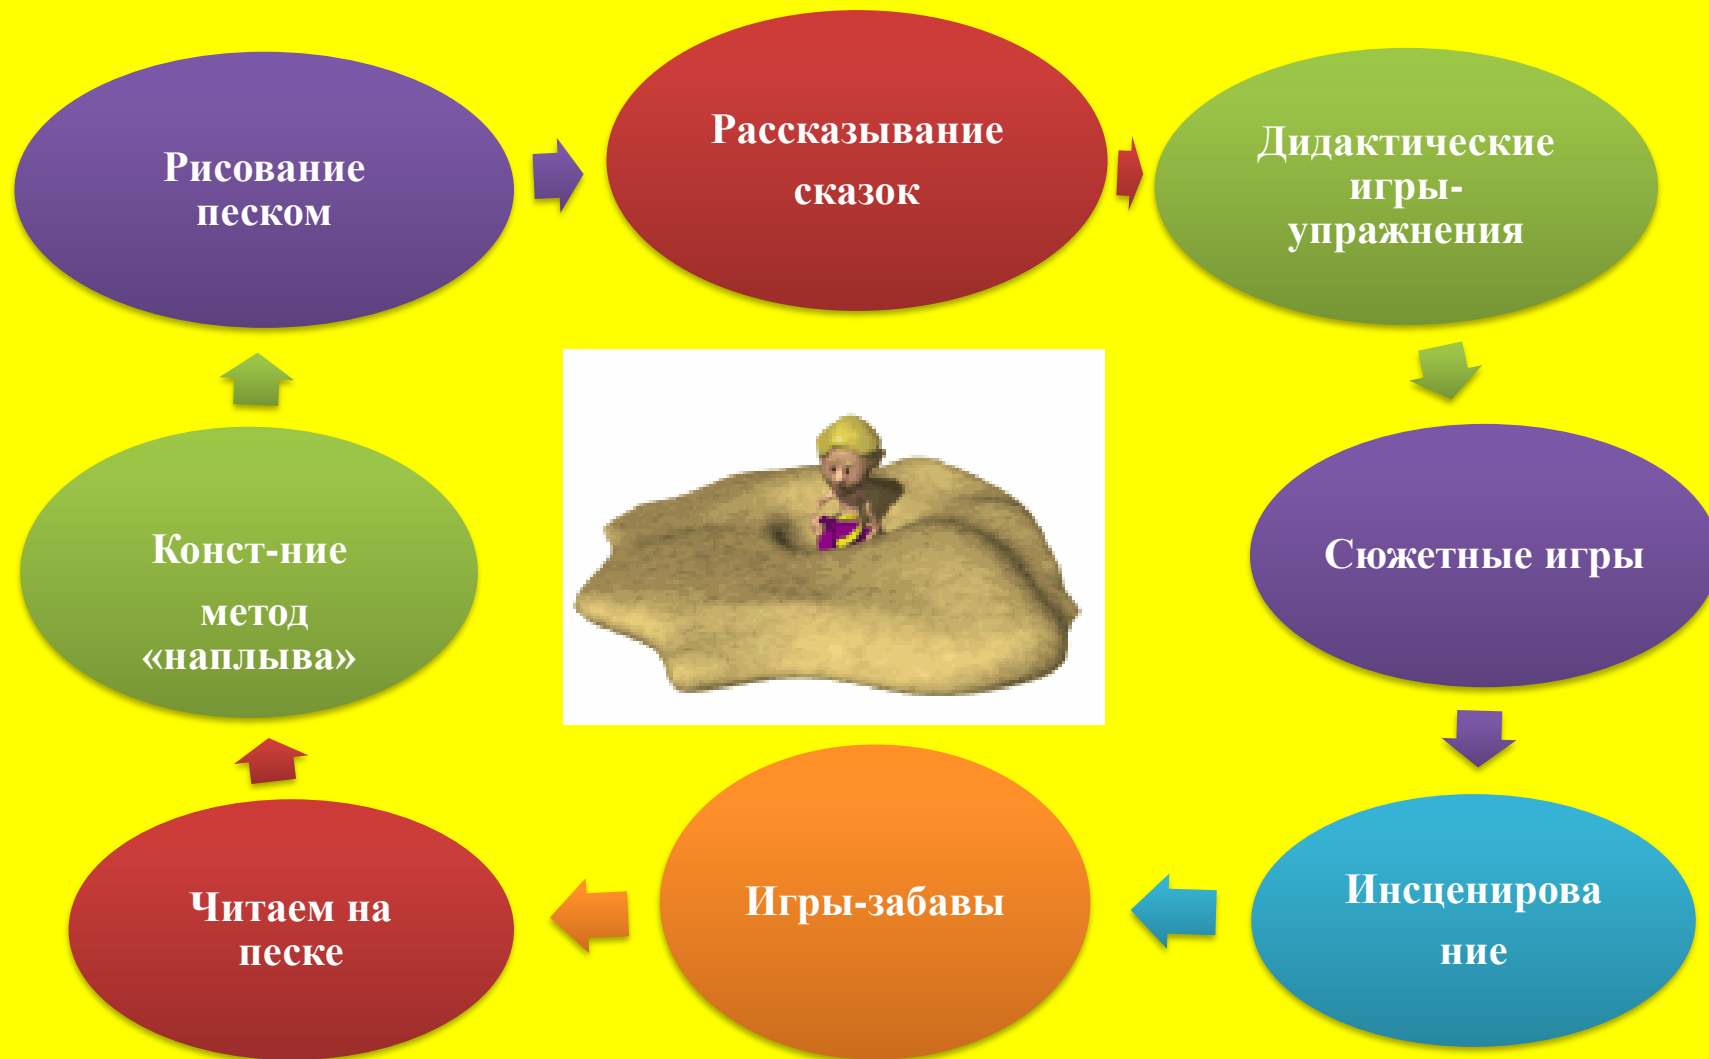 Рисование
песком
Рассказывание
сказок
Дидактические
игры-
упражнения
Сюжетные игры
Инсценирова
ние
Игры-забавы
Читаем на
песке
Конст-ние
метод
«наплыва»